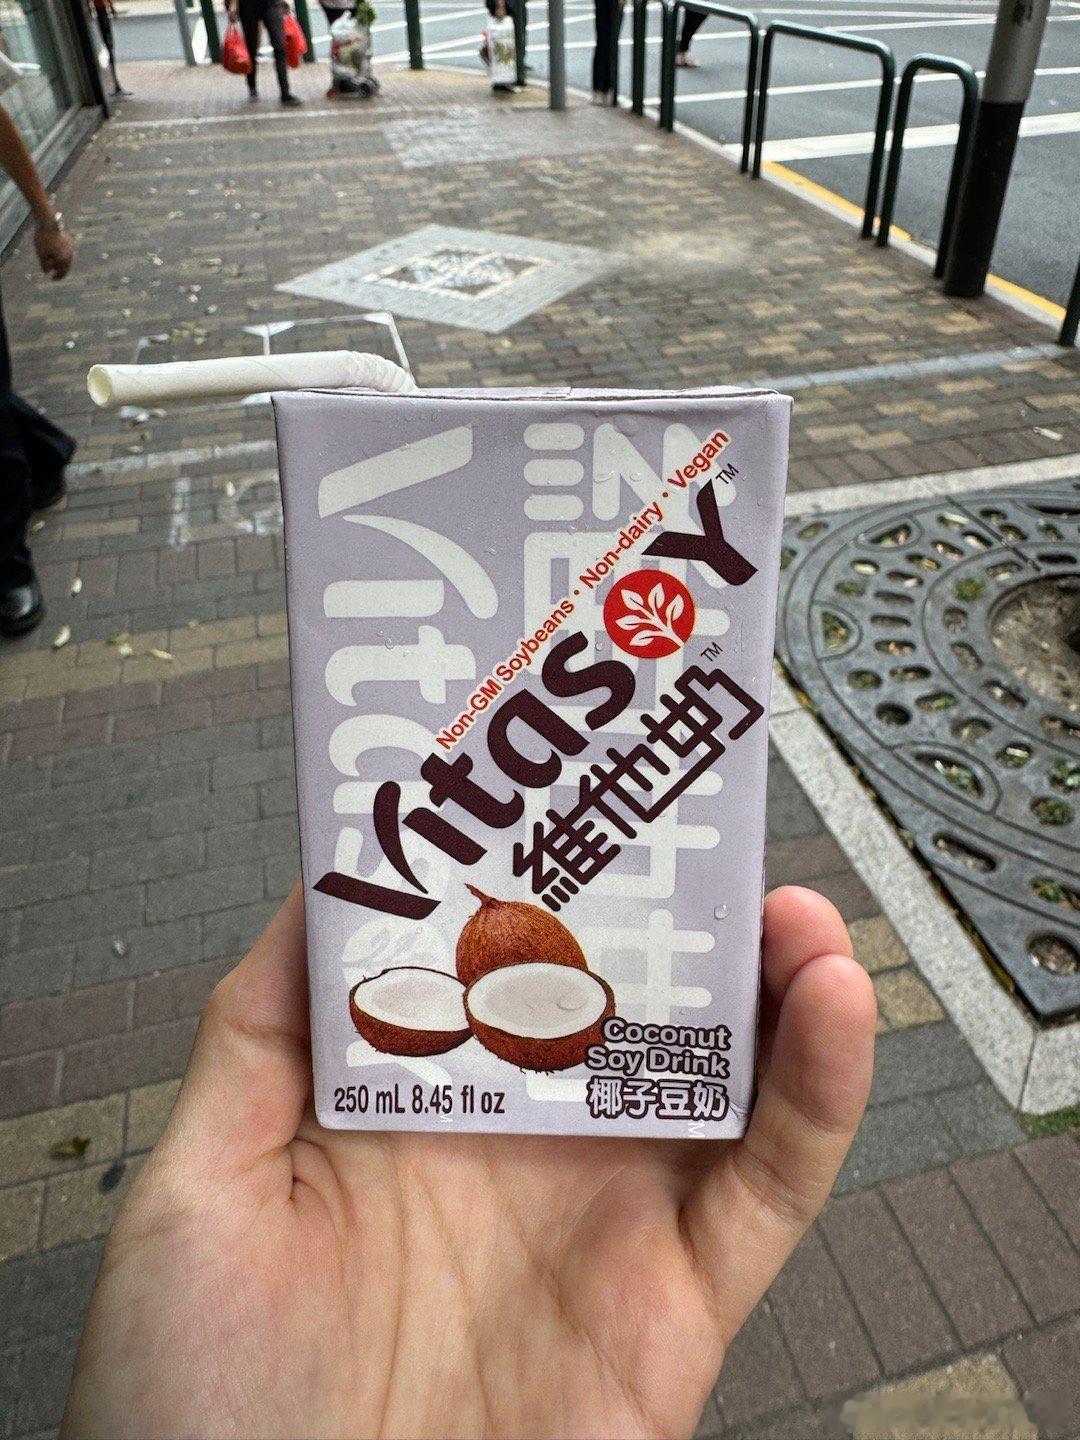 Non-GM Soybeans • Non-dairy • Vegan
VitasoY™
維他奶™
Coconut
Soy Drink
椰子豆奶
250 mL 8.45 fl oz